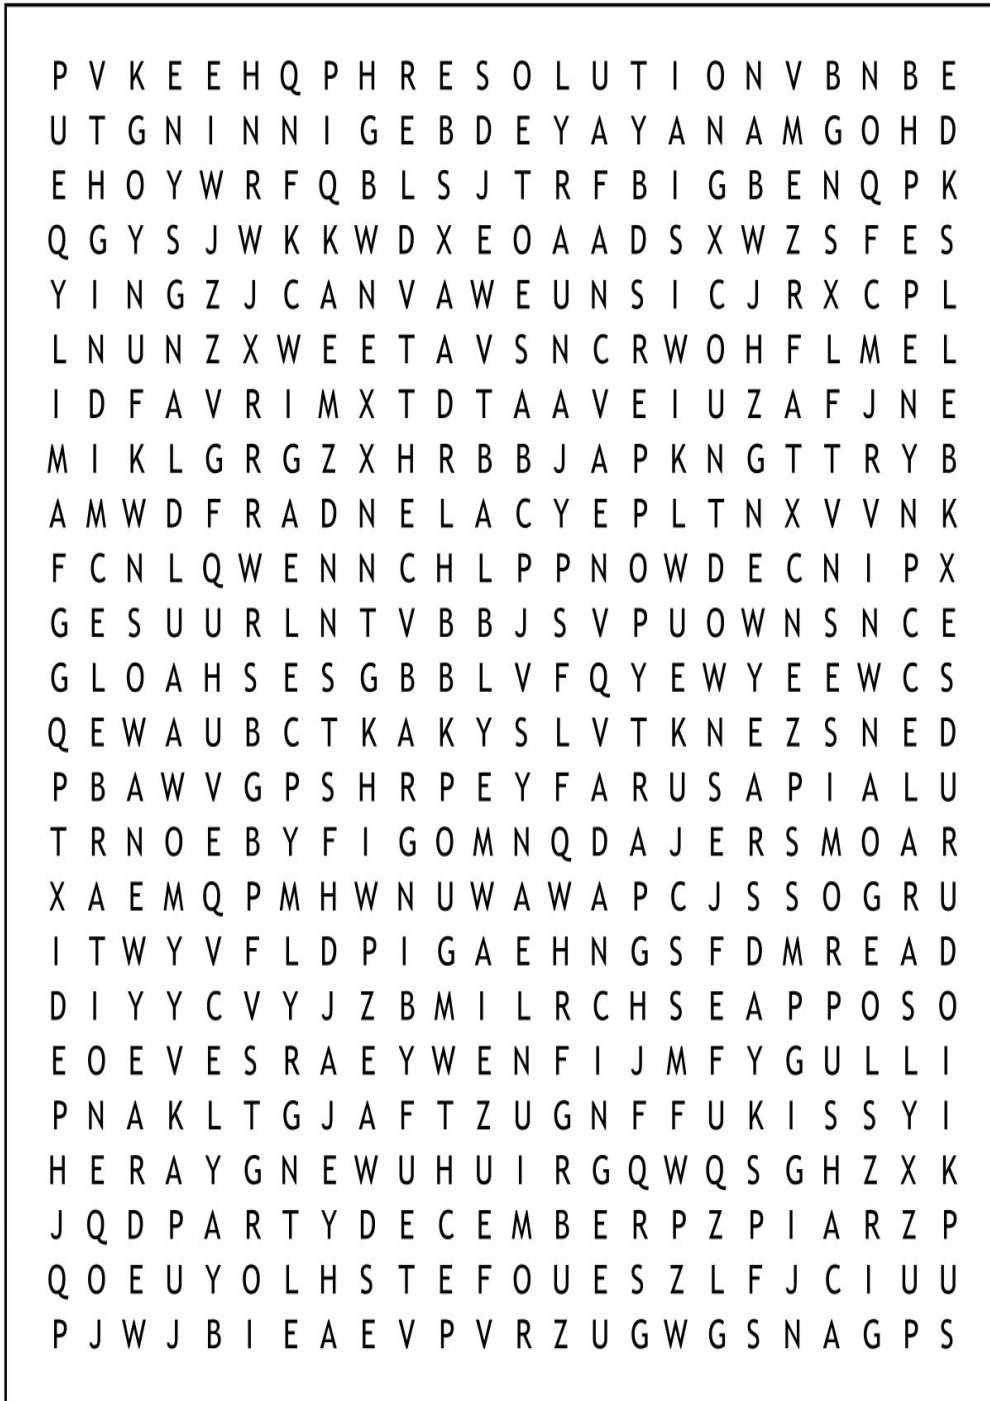 P V K E E H Q P H R E S O L U T I O N V B N B E
U T G N I N N I G E B D E Y A Y A N A M G O H D
E H O Y W R F Q B L S J T R F B I G B E N Q P K
Q G Y S J W K K W D X E O A A D S X W Z S F E S
Y I N G Z J C A N V A W E U N S I C J R X C P L
L N U N Z X W E E T A V S N C R W O H F L M E L
I D F A V R I M X T D T A A V E I U Z A F J N E
M I K L G R G Z X H R B B J A P K N G T T R Y B
A M W D F R A D N E L A C Y E P L T N X V V N K
F C N L Q W E N N C H L P P N O W D E C N I P X
G E S U U R L N T V B B J S V P U O W N S N C E
G L O A H S E S G B B L V F Q Y E W Y E E W C S
Q E W A U B C T K A K Y S L V T K N E Z S N E D
P B A W V G P S H R P E Y F A R U S A P I A L U
T R N O E B Y F I G O M N Q D A J E R S M O A R
X A E M Q P M H W N U W A W A P C J S S O G R U
I T W Y V F L D P I G A E H N G S F D M R E A D
D I Y Y C V Y J Z B M I L R C H S E A P P O S O
E O E V E S R A E Y W E N F I J M F Y G U L L I
P N A K L T G J A F T Z U G N F F U K I S S Y I
H E R A Y G N E W U H U I R G Q W Q S G H Z X K
J Q D P A R T Y D E C E M B E R P Z P I A R Z P
Q O E U Y O L H S T E F O U E S Z L F J C I U U
P J W J B I E A E V P V R Z U G W G S N A G P S